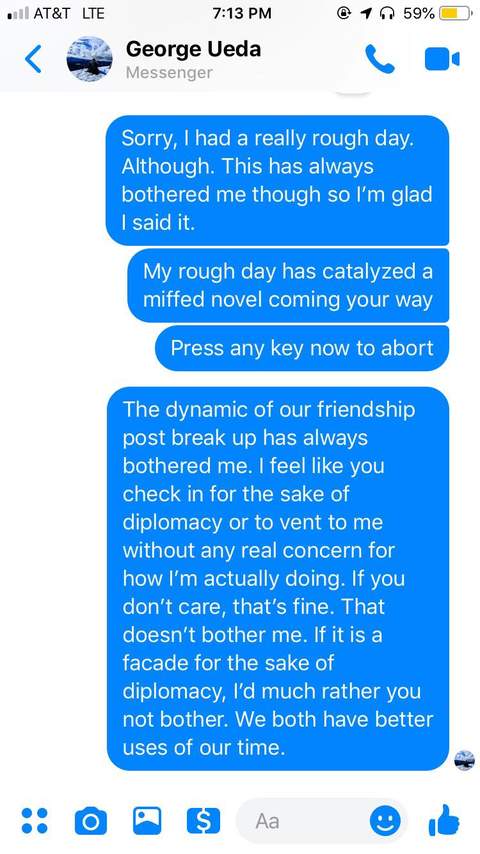 AT&T LTE 7:13 PM 59%
George Ueda
Messenger
Sorry, I had a really rough day.
Although. This has always
bothered me though so I’m glad
I said it.
My rough day has catalyzed a
miffed novel coming your way
Press any key now to abort
The dynamic of our friendship
post break up has always
bothered me. I feel like you
check in for the sake of
diplomacy or to vent to me
without any real concern for
how I’m actually doing. If you
don’t care, that’s fine. That
doesn’t bother me. If it is a
facade for the sake of
diplomacy, I’d much rather you
not bother. We both have better
uses of our time.
$
Aa